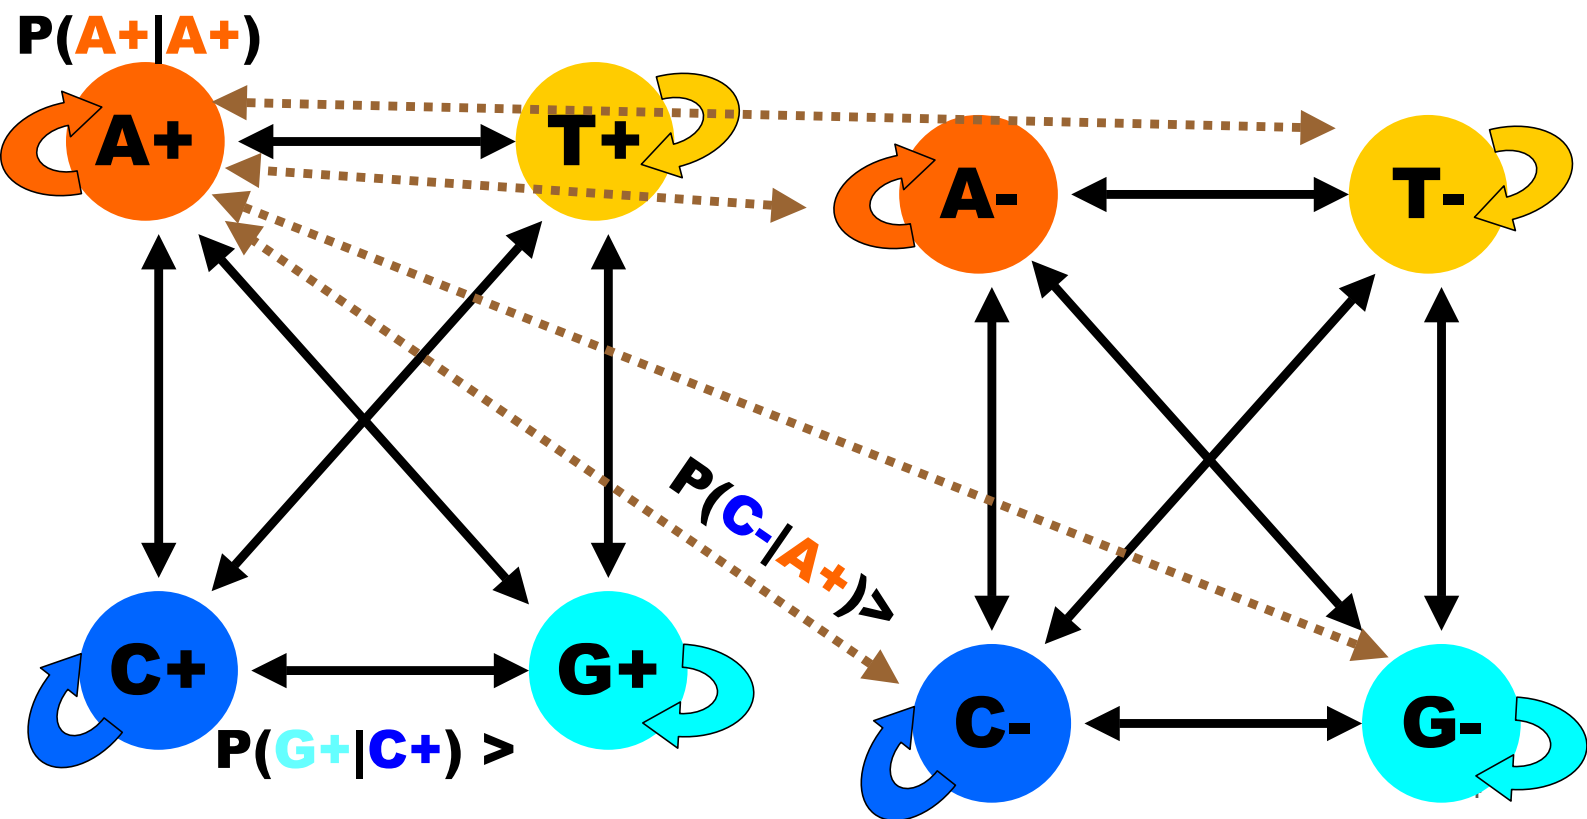 P(A+|A+)
A+
T+
A-
T-
P(C-|A+)>
C+
G+
C-
G-
P(G+|C+) >